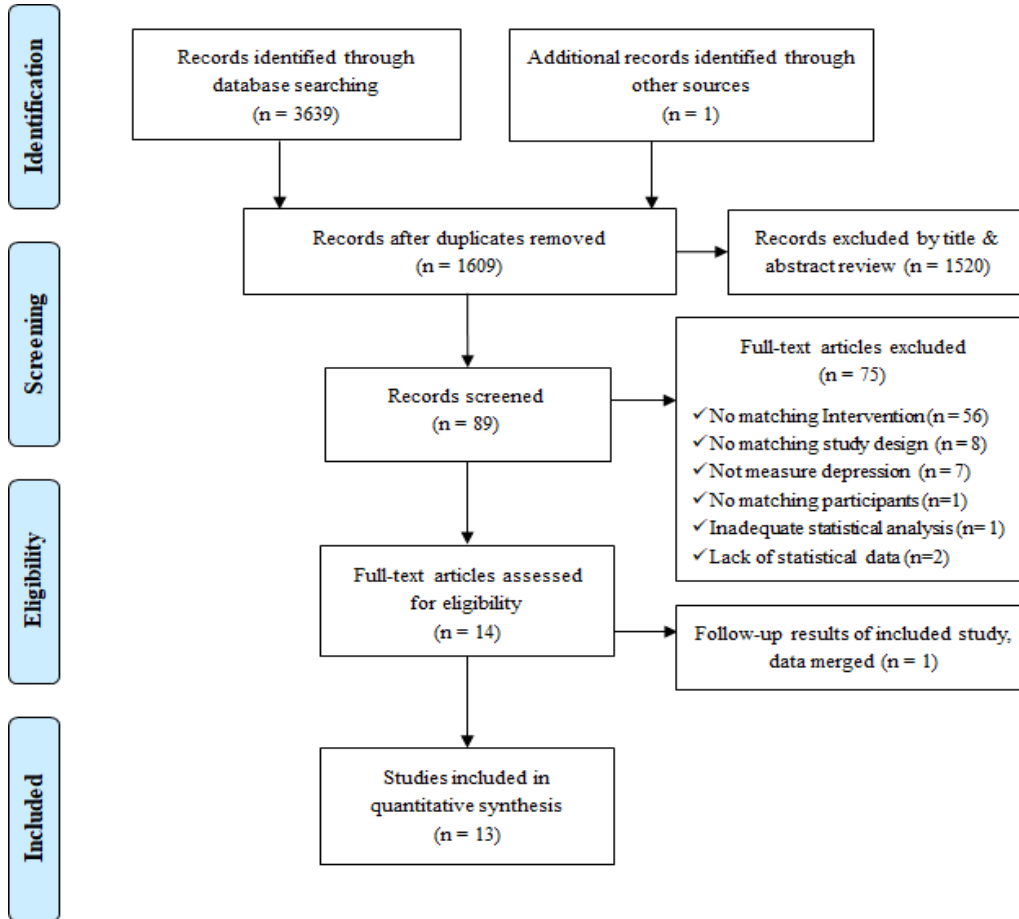 Identification
Records identified through
database searching
(n = 3639)
Additional records identified through
other sources
(n = 1)
Screening
Records after duplicates removed
(n = 1609)
Records excluded by title &
abstract review (n = 1520)
Records screened
(n = 89)
Full-text articles excluded
(n = 75)
✓No matching Intervention(n = 56)
✓No matching study design (n = 8)
✓Not measure depression (n = 7)
✓No matching participants (n=1)
✓Inadequate statistical analysis (n= 1)
✓Lack of statistical data (n=2)
Eligibility
Full-text articles assessed
for eligibility
(n = 14)
Follow-up results of included study,
data merged (n = 1)
Included
Studies included in
quantitative synthesis
(n = 13)